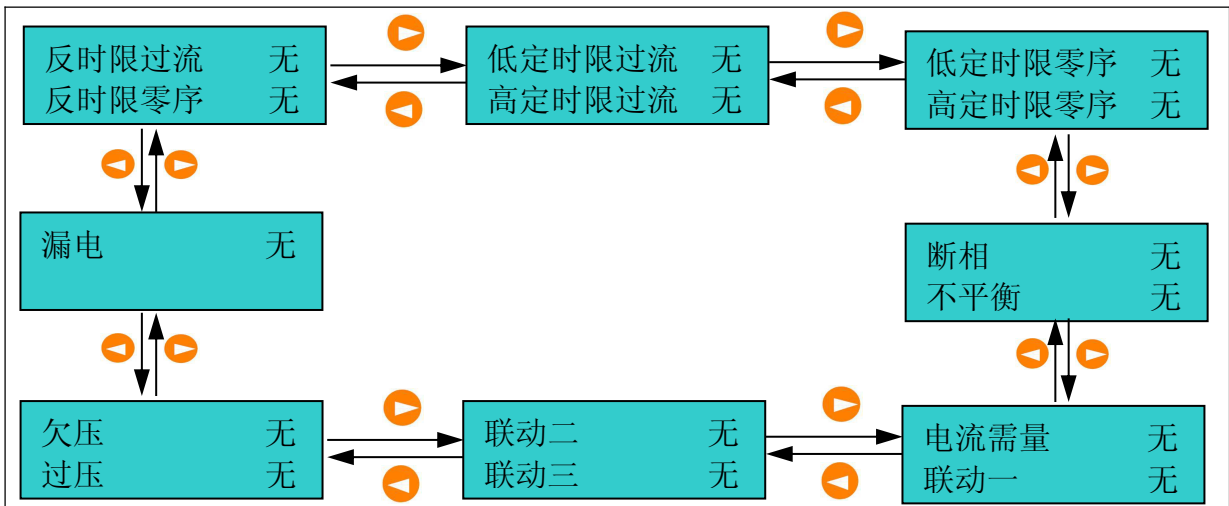 反时限过流 无
反时限零序 无
低定时限过流 无
高定时限过流 无
低定时限零序 无
高定时限零序 无
漏电 无
断相 无
不平衡 无
欠压 无
过压 无
联动二 无
联动三 无
电流需量 无
联动一 无